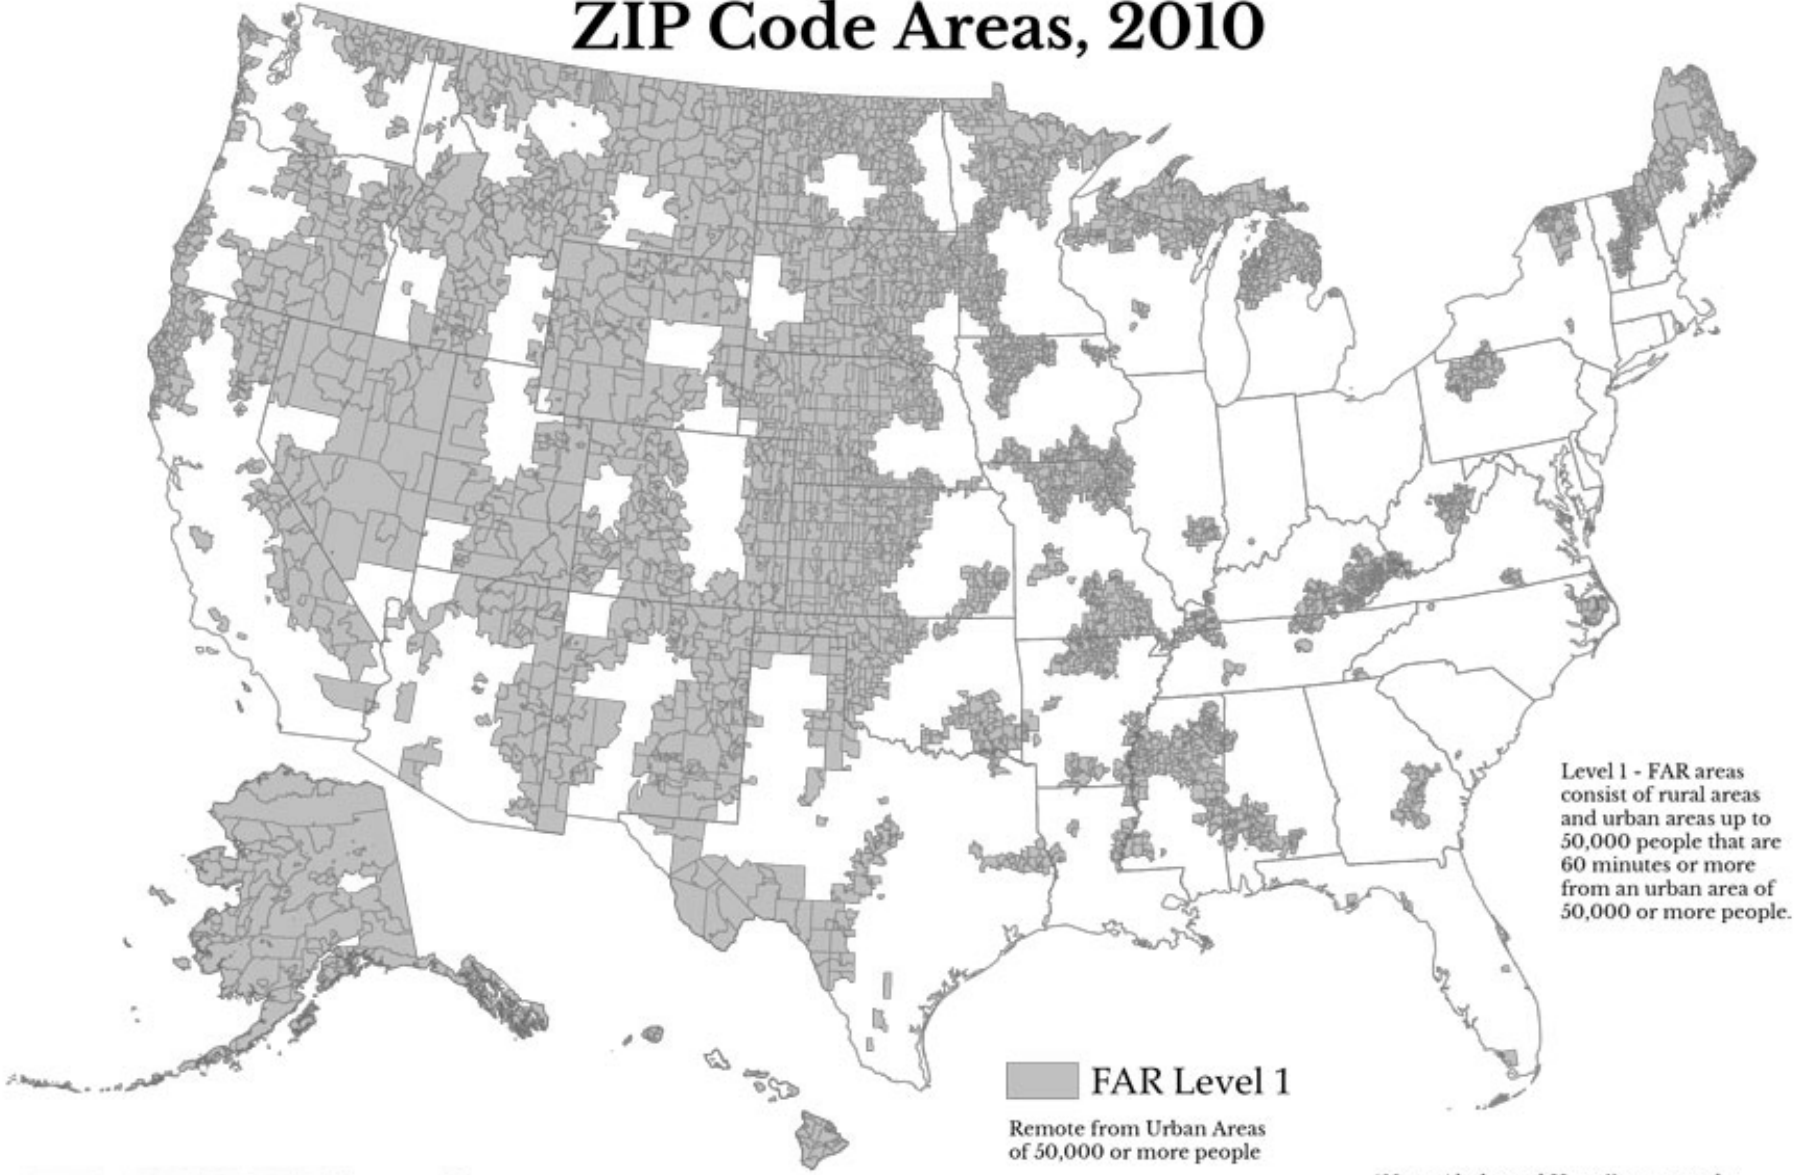 ZIP Code Areas, 2010
Level 1 - FAR areas
consist of rural areas
and urban areas up to
50,000 people that are
60 minutes or more
from an urban area of
50,000 or more people.
FAR Level 1
Remote from Urban Areas
of 50,000 or more people